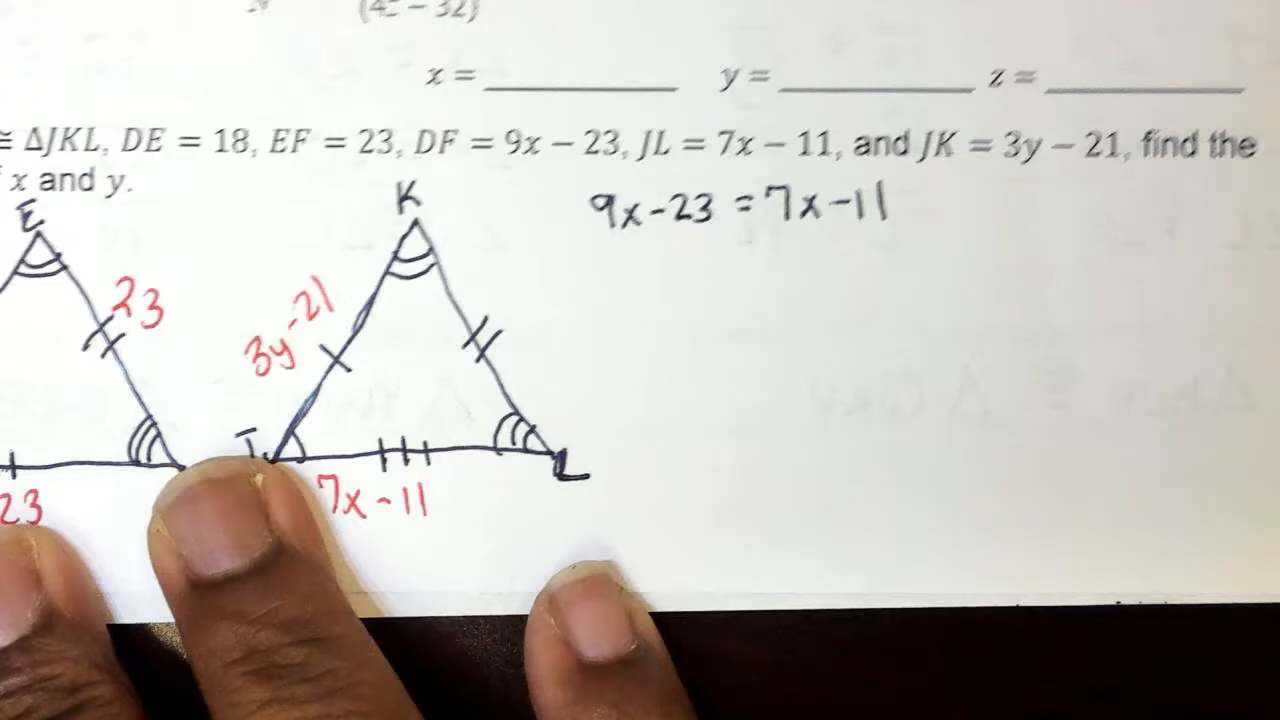 x = ____________ y = ____________ z = ____________
≅ ΔJKL, DE = 18, EF = 23, DF = 9x − 23, JL = 7x − 11, and JK = 3y − 21, find the
x and y.
9x-23 = 7x-11
E
K
23
3y-21
J
L
23
7x-11